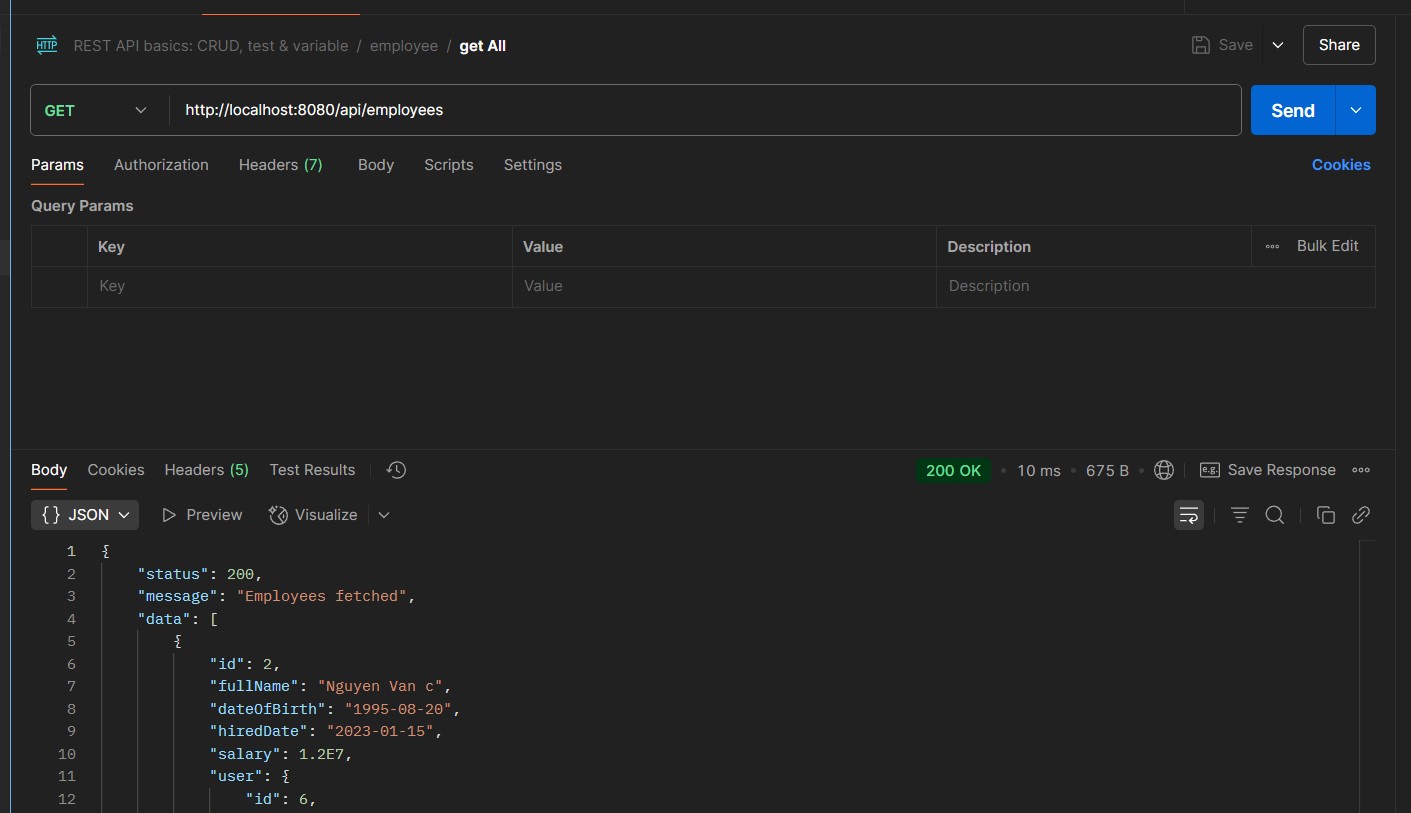 HTTP REST API basics: CRUD, test & variable / employee / get All Save Share
GET http://localhost:8080/api/employees Send
Params Authorization Headers (7) Body Scripts Settings Cookies
Query Params
Key Value Description Bulk Edit
Key Value Description
Body Cookies Headers (5) Test Results 200 OK 10 ms 675 B e.g. Save Response
{ } JSON Preview Visualize
1 {
2 "status": 200,
3 "message": "Employees fetched",
4 "data": [
5 {
6 "id": 2,
7 "fullName": "Nguyen Van c",
8 "dateOfBirth": "1995-08-20",
9 "hiredDate": "2023-01-15",
10 "salary": 1.2E7,
11 "user": {
12 "id": 6,